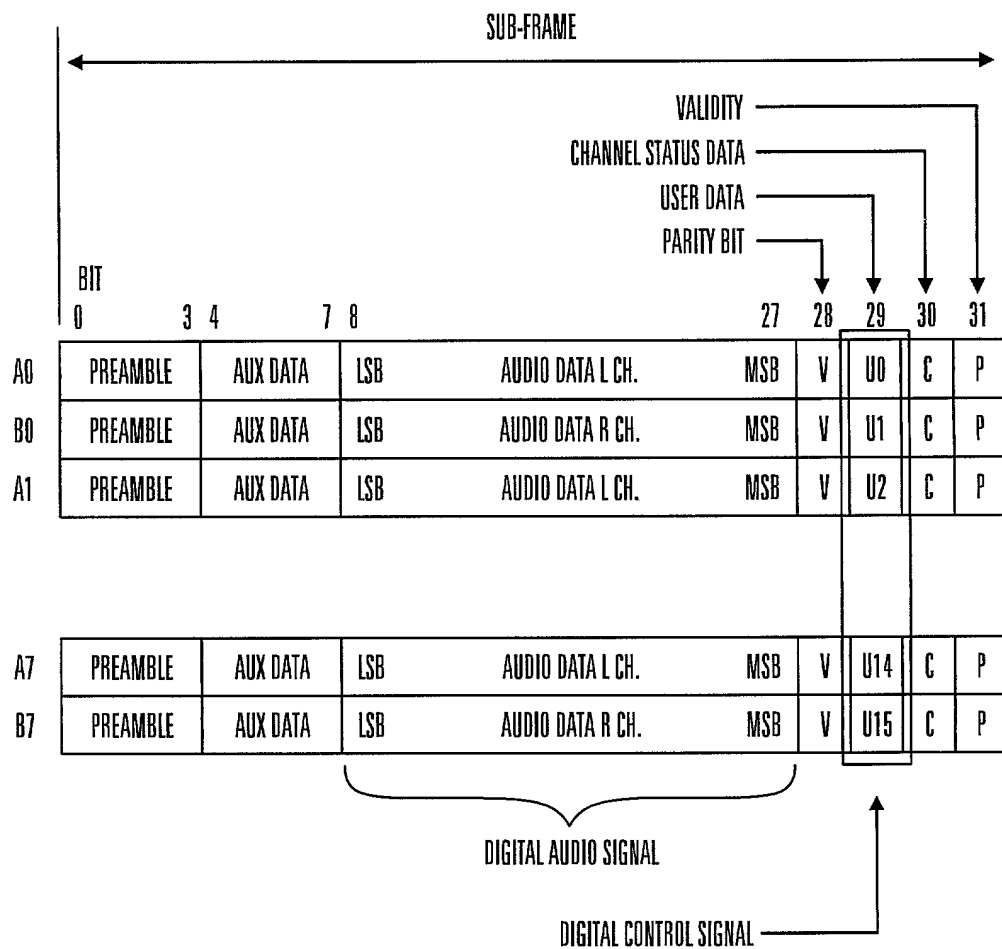 SUB-FRAME
VALIDITY
CHANNEL STATUS DATA
USER DATA
PARITY BIT
BIT
0 3 4 7 8 27 28 29 30 31
A0 PREAMBLE AUX DATA LSB AUDIO DATA L CH. MSB V U0 C P
B0 PREAMBLE AUX DATA LSB AUDIO DATA R CH. MSB V U1 C P
A1 PREAMBLE AUX DATA LSB AUDIO DATA L CH. MSB V U2 C P
A7 PREAMBLE AUX DATA LSB AUDIO DATA L CH. MSB V U14 C P
B7 PREAMBLE AUX DATA LSB AUDIO DATA R CH. MSB V U15 C P
DIGITAL AUDIO SIGNAL
DIGITAL CONTROL SIGNAL